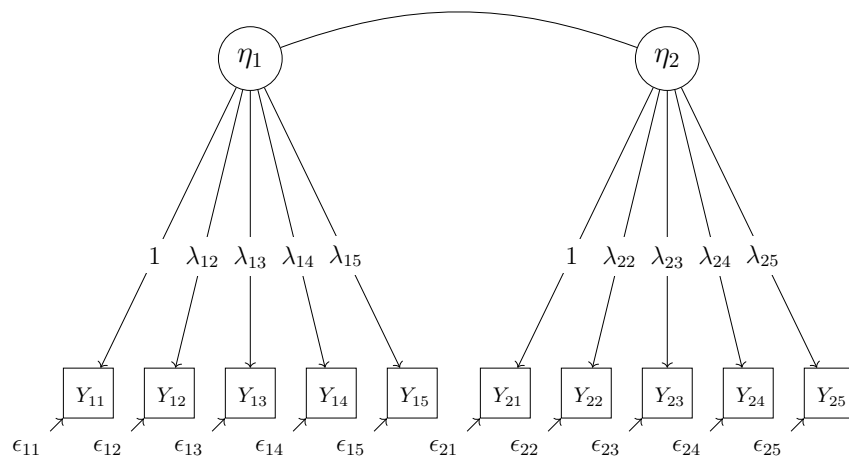 η₁ η₂
1 λ₁₂ λ₁₃ λ₁₄ λ₁₅ 1 λ₂₂ λ₂₃ λ₂₄ λ₂₅
Y₁₁ Y₁₂ Y₁₃ Y₁₄ Y₁₅ Y₂₁ Y₂₂ Y₂₃ Y₂₄ Y₂₅
ϵ₁₁ ϵ₁₂ ϵ₁₃ ϵ₁₄ ϵ₁₅ ϵ₂₁ ϵ₂₂ ϵ₂₃ ϵ₂₄ ϵ₂₅